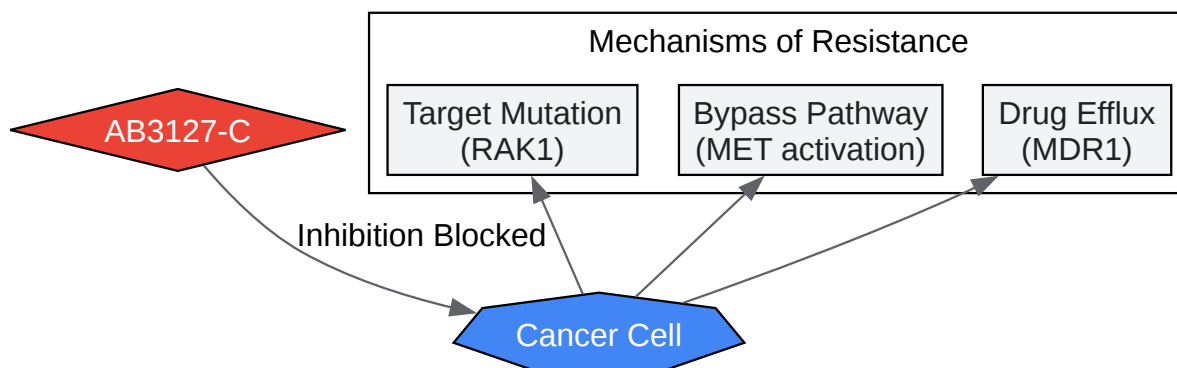 Mechanisms of Resistance
AB3127-C
Target Mutation
(RAK1)
Bypass Pathway
(MET activation)
Drug Efflux
(MDR1)
Inhibition Blocked
Cancer Cell